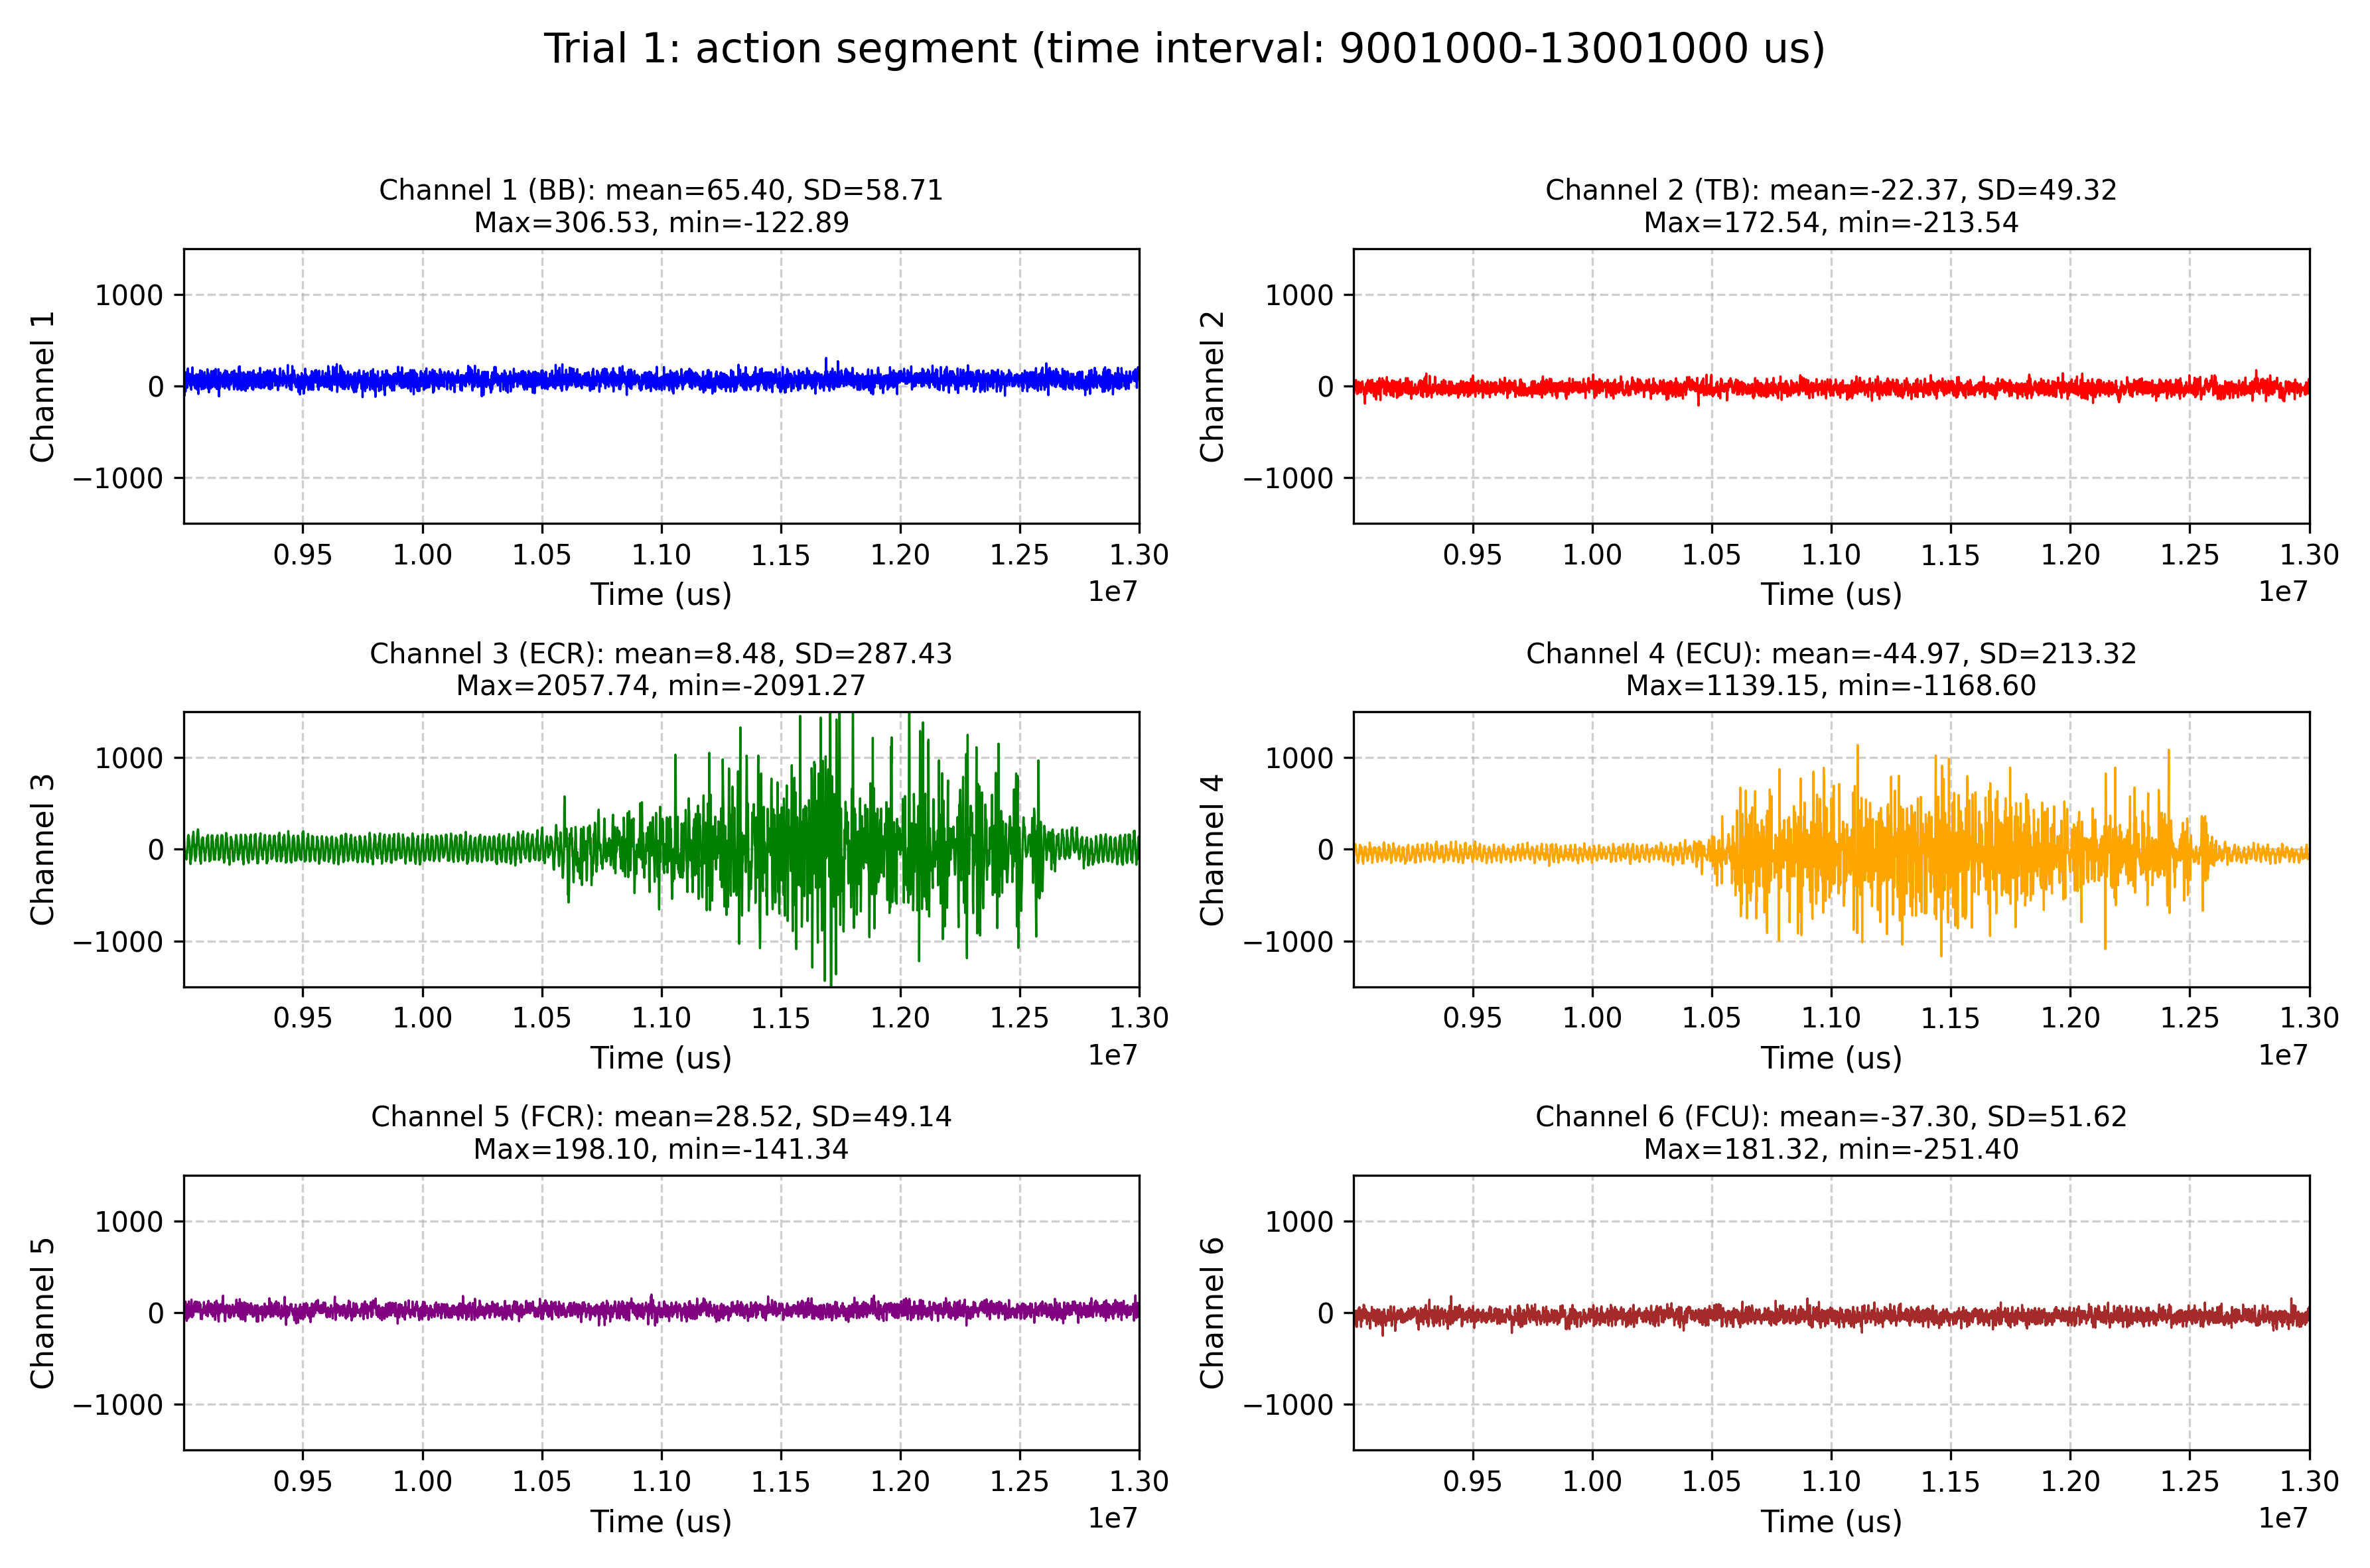 Trial 1: action segment (time interval: 9001000-13001000 us)
Channel 1 (BB): mean=65.40, SD=58.71
Max=306.53, min=-122.89
Channel 1
1000
0
−1000
0.95 1.00 1.05 1.10 1.15 1.20 1.25 1.30
Time (us)
1e7
Channel 2 (TB): mean=-22.37, SD=49.32
Max=172.54, min=-213.54
Channel 2
1000
0
−1000
0.95 1.00 1.05 1.10 1.15 1.20 1.25 1.30
Time (us)
1e7
Channel 3 (ECR): mean=8.48, SD=287.43
Max=2057.74, min=-2091.27
Channel 3
1000
0
−1000
0.95 1.00 1.05 1.10 1.15 1.20 1.25 1.30
Time (us)
1e7
Channel 4 (ECU): mean=-44.97, SD=213.32
Max=1139.15, min=-1168.60
Channel 4
1000
0
−1000
0.95 1.00 1.05 1.10 1.15 1.20 1.25 1.30
Time (us)
1e7
Channel 5 (FCR): mean=28.52, SD=49.14
Max=198.10, min=-141.34
Channel 5
1000
0
−1000
0.95 1.00 1.05 1.10 1.15 1.20 1.25 1.30
Time (us)
1e7
Channel 6 (FCU): mean=-37.30, SD=51.62
Max=181.32, min=-251.40
Channel 6
1000
0
−1000
0.95 1.00 1.05 1.10 1.15 1.20 1.25 1.30
Time (us)
1e7